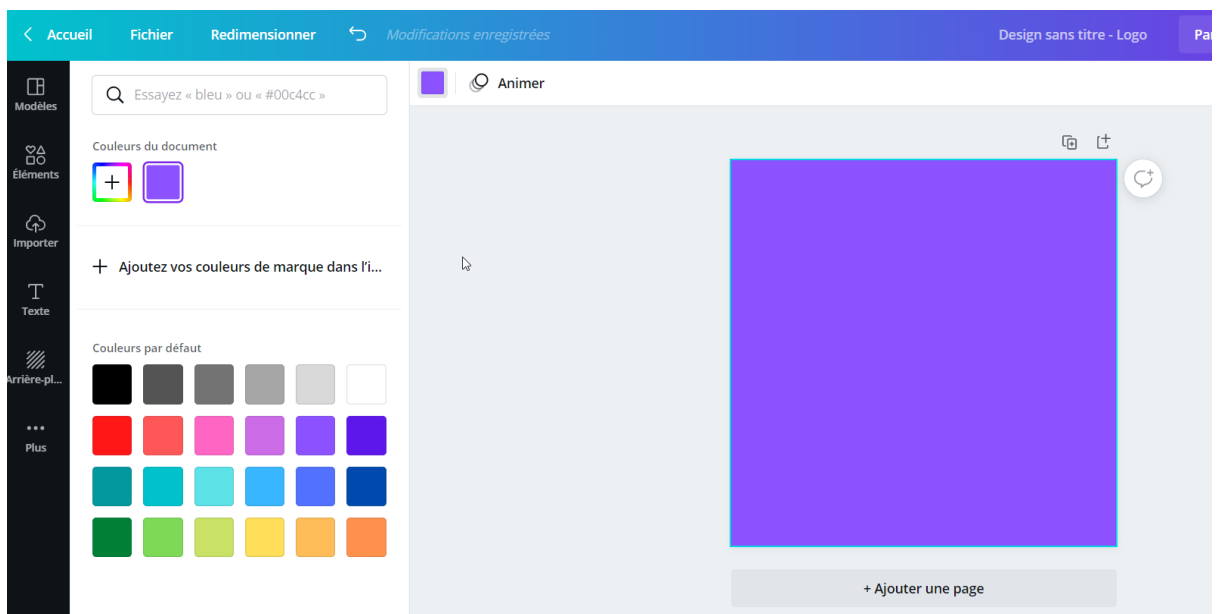 Accueil Fichier Redimensionner Modifications enregistrées Design sans titre - Logo
Modèles
Éléments
Importer
Texte
Arrière-pl...
Plus
Essayez « bleu » ou « #00c4cc »
Couleurs du document
Ajoutez vos couleurs de marque dans l'i...
Couleurs par défaut
Animer
+ Ajouter une page